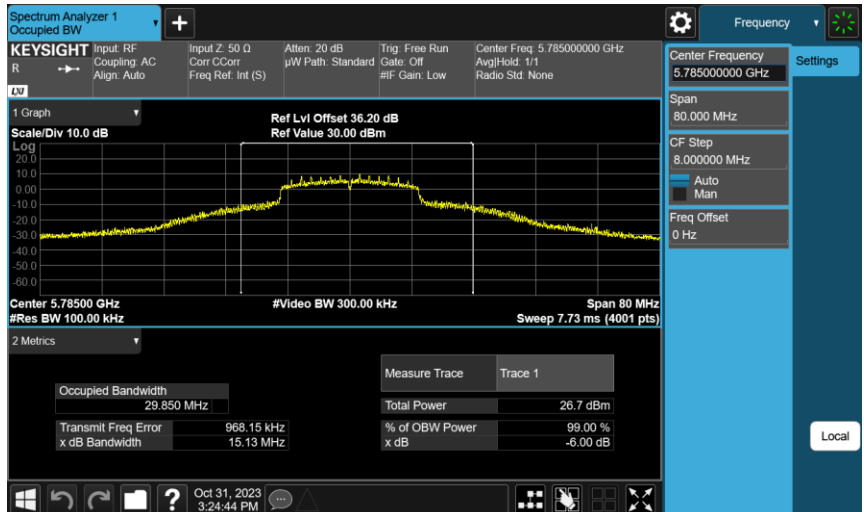 Spectrum Analyzer 1
Occupied BW
Frequency
KEYSIGHT
R
LXI
Input: RF
Coupling: AC
Align: Auto
Input Z: 50 Ω
Corr CCorr
Freq Ref: Int (S)
Atten: 20 dB
µW Path: Standard
Trig: Free Run
Gate: Off
#IF Gain: Low
Center Freq: 5.785000000 GHz
Avg|Hold: 1/1
Radio Std: None
Center Frequency
5.785000000 GHz
Settings
Span
80.000 MHz
CF Step
8.000000 MHz
Auto
Man
Freq Offset
0 Hz
Local
1 Graph
Scale/Div 10.0 dB
Ref Lvl Offset 36.20 dB
Ref Value 30.00 dBm
Log
20.0
10.0
0.00
-10.0
-20.0
-30.0
-40.0
-50.0
-60.0
Center 5.78500 GHz
#Res BW 100.00 kHz
#Video BW 300.00 kHz
Span 80 MHz
Sweep 7.73 ms (4001 pts)
2 Metrics
Measure Trace Trace 1
Occupied Bandwidth
29.850 MHz
Total Power 26.7 dBm
Transmit Freq Error 968.15 kHz
% of OBW Power 99.00 %
x dB Bandwidth 15.13 MHz
x dB -6.00 dB
?
Oct 31, 2023
3:24:44 PM